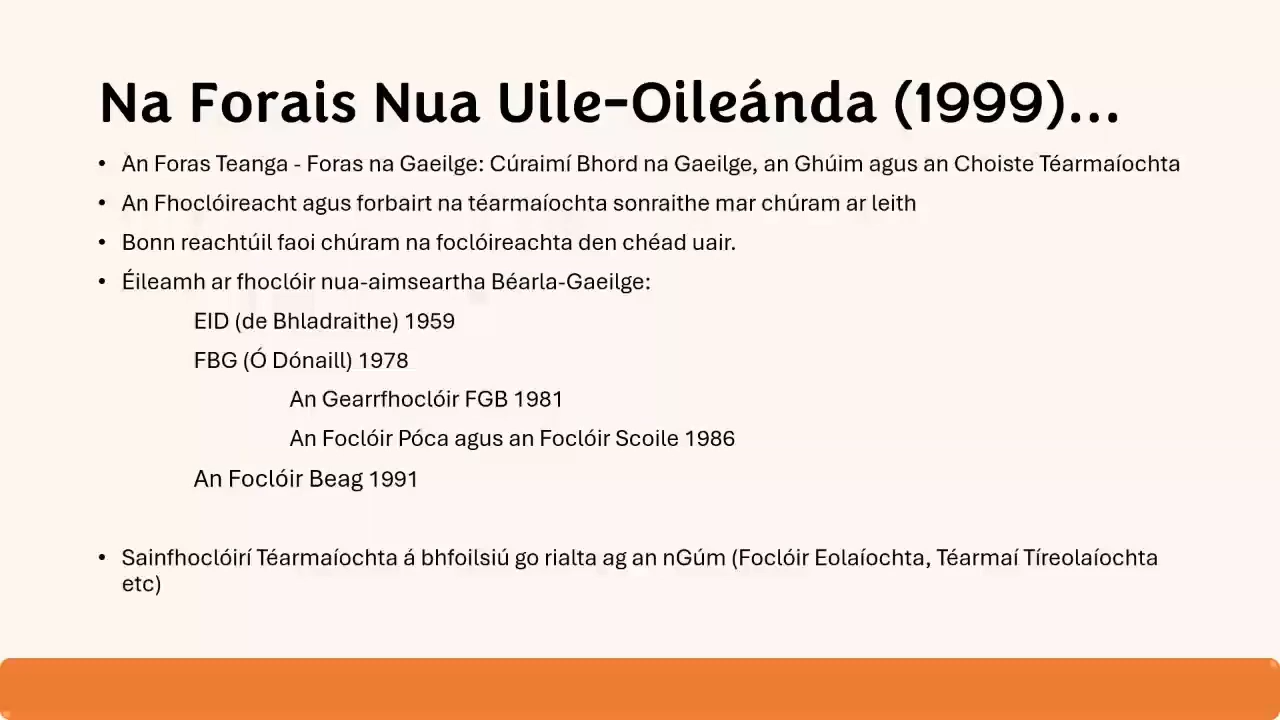 Na Forais Nua Uile-Oileánda (1999)...
• An Foras Teanga - Foras na Gaeilge: Cúraimí Bhord na Gaeilge, an Ghúim agus an Choiste Téarmaíochta
• An Fhoclóireacht agus forbairt na téarmaíochta sonraithe mar chúram ar leith
• Bonn reachtúil faoi chúram na foclóireachta den chéad uair.
• Éileamh ar fhoclóir nua-aimseartha Béarla-Gaeilge:
EID (de Bhladraithe) 1959
FBG (Ó Dónaill) 1978
An Gearrfhoclóir FGB 1981
An Foclóir Póca agus an Foclóir Scoile 1986
An Foclóir Beag 1991
• Sainfhoclóirí Téarmaíochta á bhfoilsiú go rialta ag an nGúm (Foclóir Eolaíochta, Téarmaí Tíreolaíochta
etc)